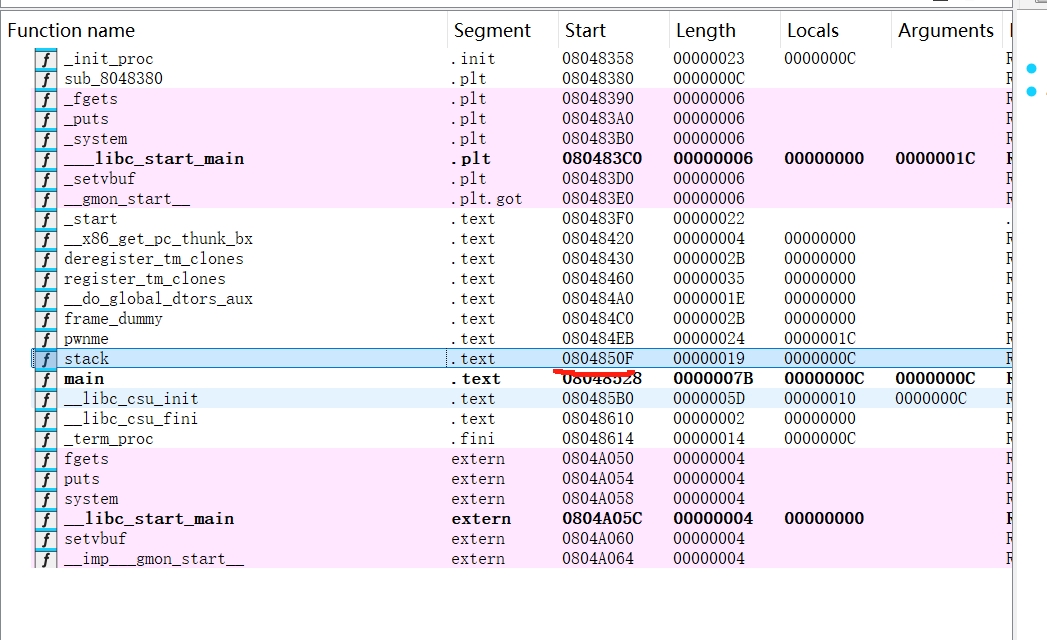 Function name Segment Start Length Locals Arguments
f _init_proc .init 08048358 00000023 0000000C R
f sub_8048380 .plt 08048380 0000000C R
f _fgets .plt 08048390 00000006 R
f _puts .plt 080483A0 00000006 R
f _system .plt 080483B0 00000006 R
f ___libc_start_main .plt 080483C0 00000006 00000000 0000001C R
f _setvbuf .plt 080483D0 00000006 R
f __gmon_start__ .plt.got 080483E0 00000006 R
f _start .text 080483F0 00000022 .
f __x86_get_pc_thunk_bx .text 08048420 00000004 00000000 R
f deregister_tm_clones .text 08048430 0000002B 00000000 R
f register_tm_clones .text 08048460 00000035 00000000 R
f __do_global_dtors_aux .text 080484A0 0000001E 00000000 R
f frame_dummy .text 080484C0 0000002B 00000000 R
f pwnme .text 080484EB 00000024 0000001C R
f stack .text 0804850F 00000019 0000000C R
f main .text 08048528 0000007B 0000000C 0000000C R
f __libc_csu_init .text 080485B0 0000005D 00000010 0000000C R
f __libc_csu_fini .text 08048610 00000002 00000000 R
f _term_proc .fini 08048614 00000014 0000000C R
f fgets extern 0804A050 00000004 R
f puts extern 0804A054 00000004 R
f system extern 0804A058 00000004 R
f __libc_start_main extern 0804A05C 00000004 00000000 R
f setvbuf extern 0804A060 00000004 R
f __imp___gmon_start__ extern 0804A064 00000004 R